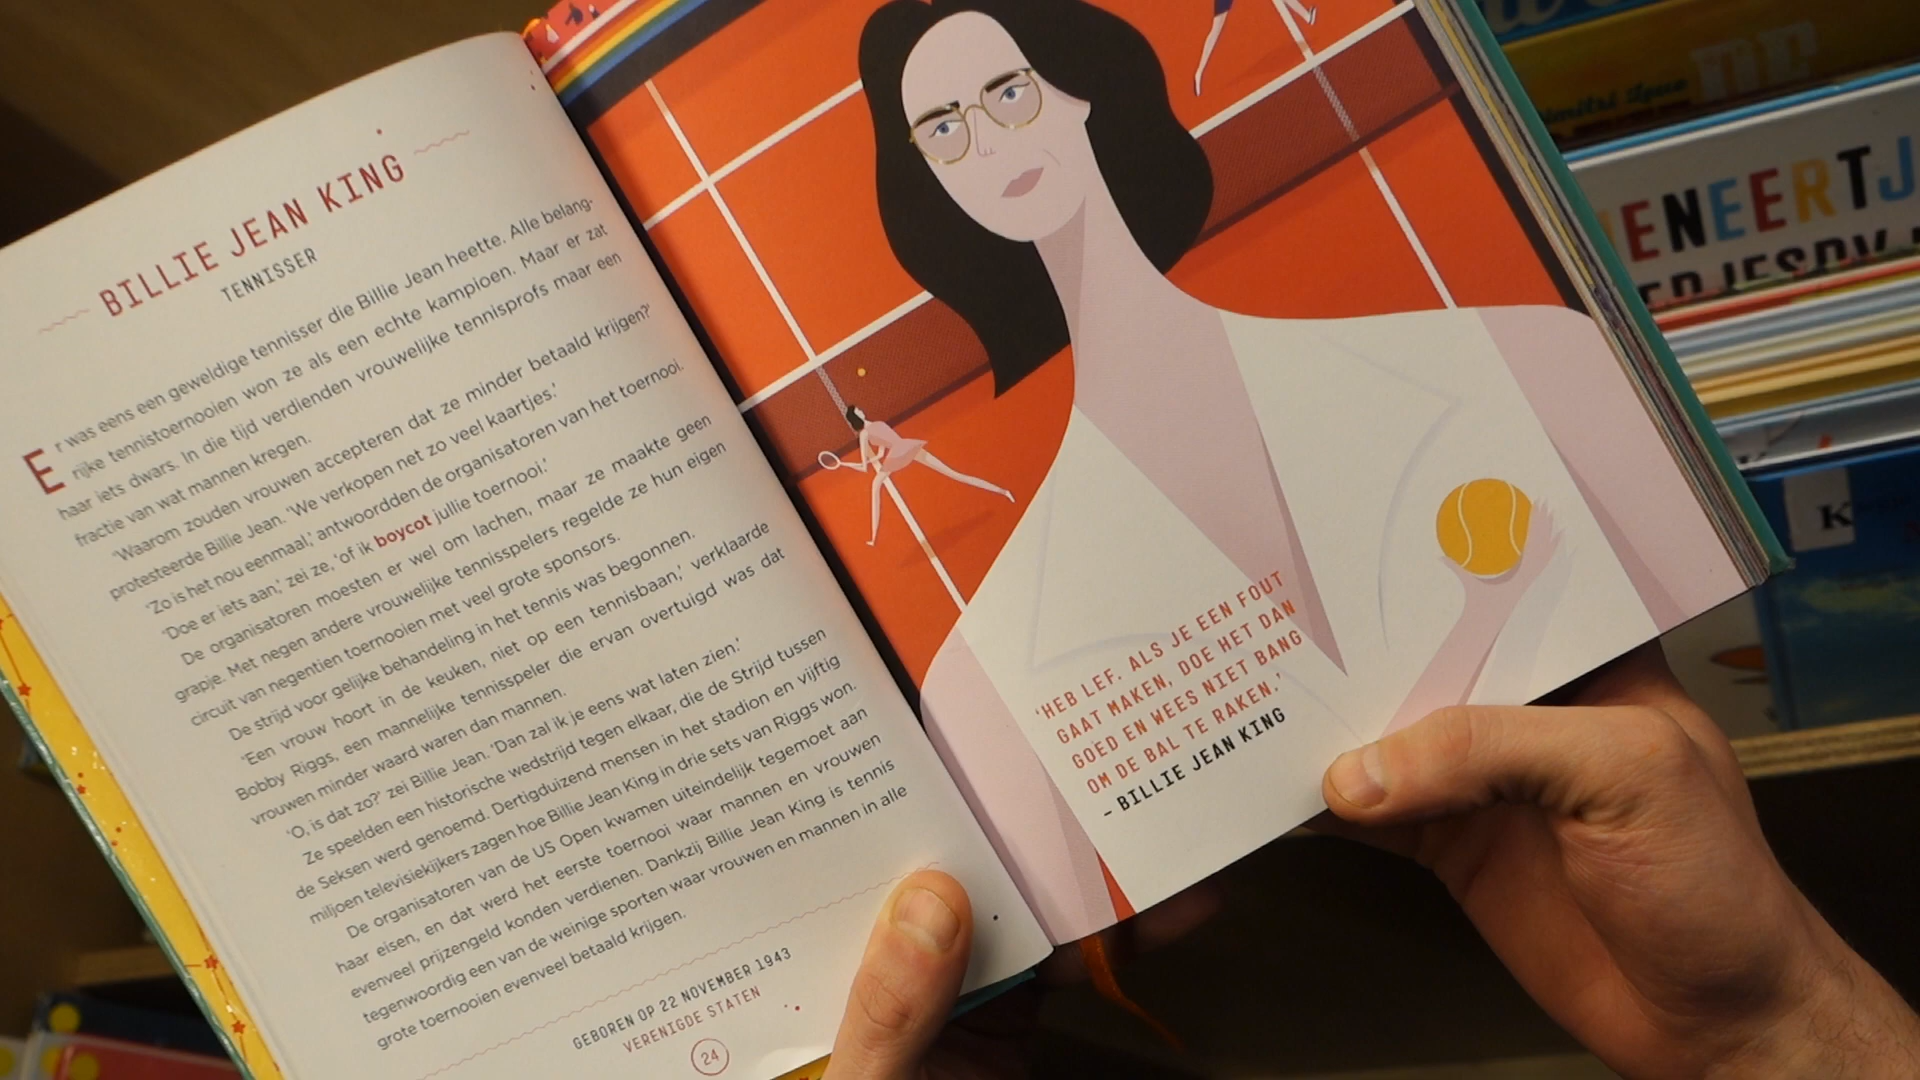 BILLIE JEAN KING
TENNISSER
Er was eens een geweldige tennisser die Billie Jean heette. Alle belang-
rijke tennistoernooien won ze als een echte kampioen. Maar er zat
haar iets dwars. In die tijd verdienden vrouwelijke tennisprofs maar een
fractie van wat mannen kregen.
'Waarom zouden vrouwen accepteren dat ze minder betaald krijgen?'
protesteerde Billie Jean. 'We verkopen net zo veel kaartjes.'
'Zo is het nou eenmaal,' antwoordden de organisatoren van het toernooi.
'Doe er iets aan,' zei ze, 'of ik boycot jullie toernooi.'
De organisatoren moesten er wel om lachen, maar ze maakte geen
grapje. Met negen andere vrouwelijke tennisspelers regelde ze hun eigen
circuit van negentien toernooien met veel grote sponsors.
De strijd voor gelijke behandeling in het tennis was begonnen.
'Een vrouw hoort in de keuken, niet op een tennisbaan,' verklaarde
Bobby Riggs, een mannelijke tennisspeler die ervan overtuigd was dat
vrouwen minder waard waren dan mannen.
'O, is dat zo?' zei Billie Jean. 'Dan zal ik je eens wat laten zien.'
Ze speelden een historische wedstrijd tegen elkaar, die de Strijd tussen
de Seksen werd genoemd. Dertigduizend mensen in het stadion en vijftig
miljoen televisiekijkers zagen hoe Billie Jean King in drie sets van Riggs won.
De organisatoren van de US Open kwamen uiteindelijk tegemoet aan
haar eisen, en dat werd het eerste toernooi waar mannen en vrouwen
evenveel prijzengeld konden verdienen. Dankzij Billie Jean King is tennis
tegenwoordig een van de weinige sporten waar vrouwen en mannen in alle
grote toernooien evenveel betaald krijgen.
GEBOREN OP 22 NOVEMBER 1943
VERENIGDE STATEN
24
'HEB LEF. ALS JE EEN FOUT
GAAT MAKEN, DOE HET DAN
GOED EN WEES NIET BANG
OM DE BAL TE RAKEN.'
– BILLIE JEAN KING